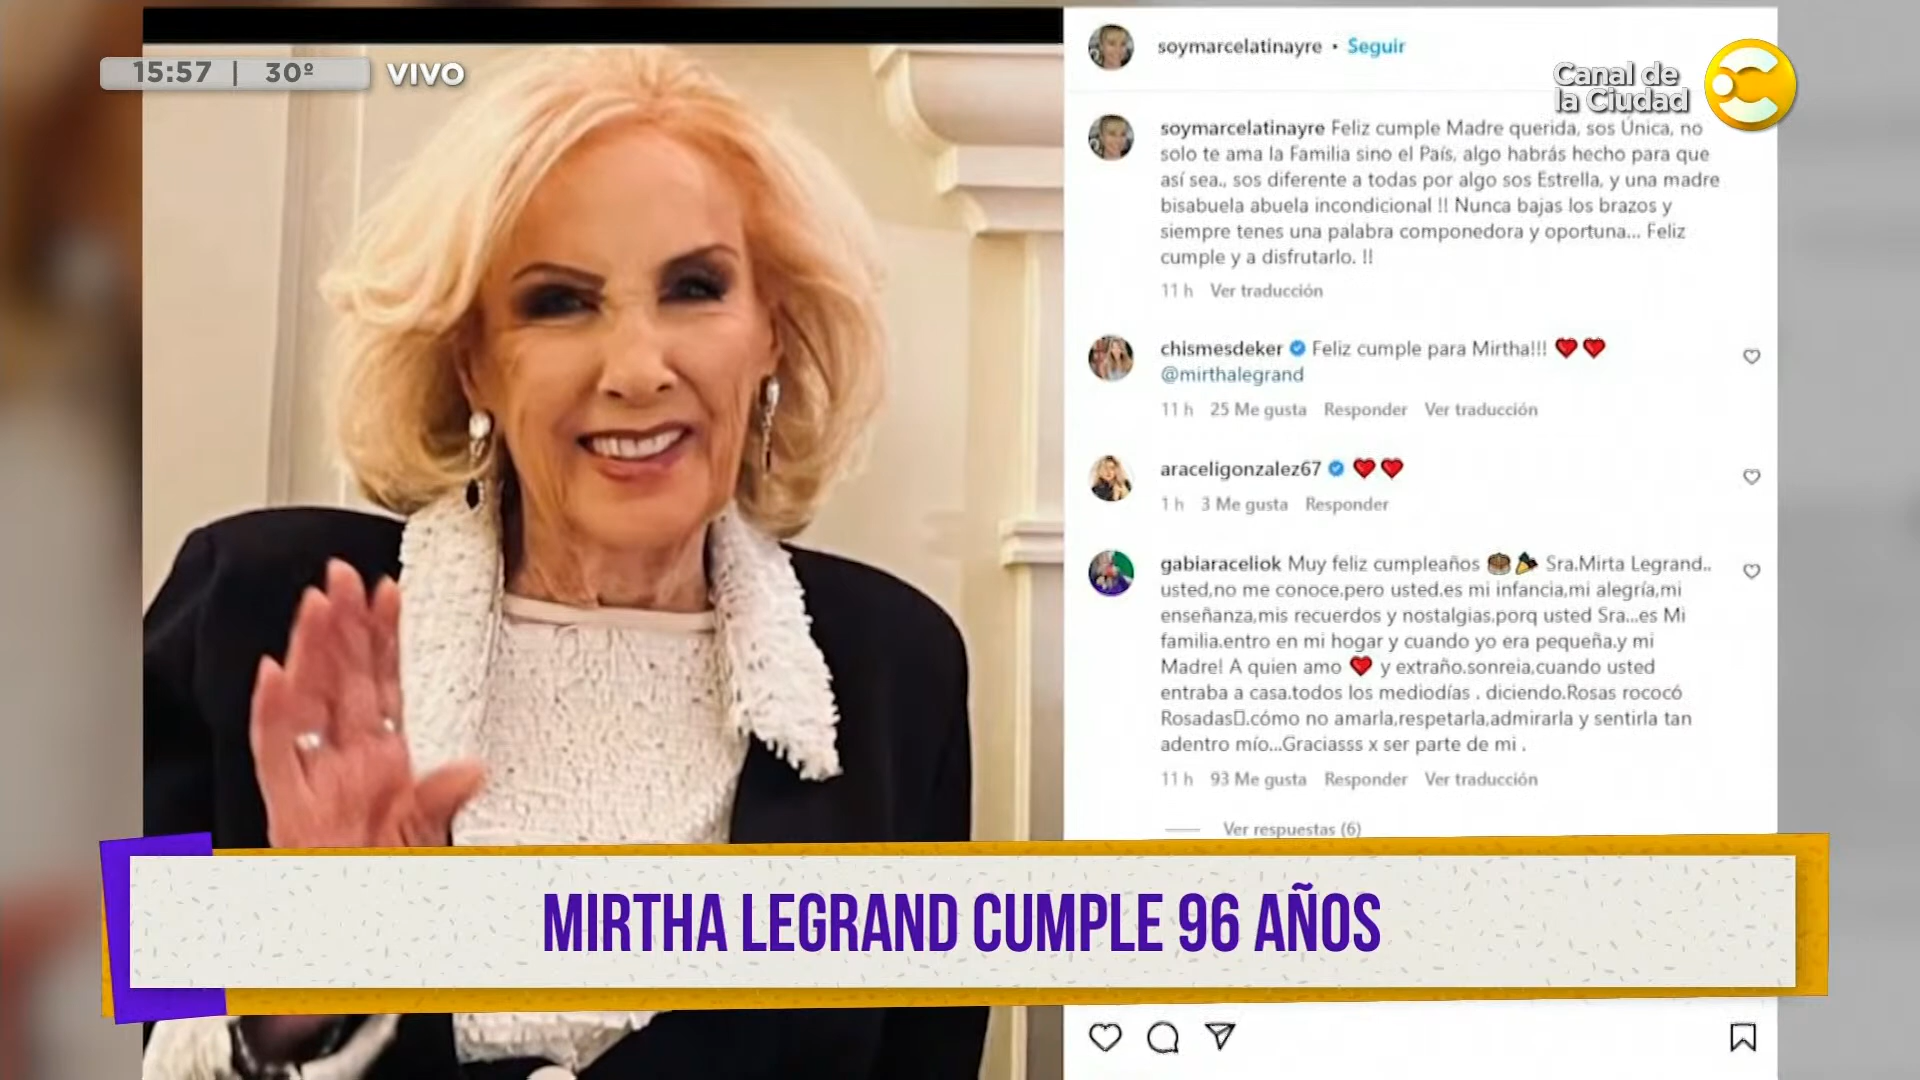 15:57 | 30º VIVO
soymarcelatinayre • Seguir
Canal de
la Ciudad
soymarcelatinayre Feliz cumple Madre querida, sos Única, no
solo te ama la Familia sino el País, algo habrás hecho para que
así sea., sos diferente a todas por algo sos Estrella, y una madre
bisabuela abuela incondicional !! Nunca bajas los brazos y
siempre tenes una palabra componedora y oportuna... Feliz
cumple y a disfrutarlo. !!
11 h Ver traducción
chismesdeker Feliz cumple para Mirtha!!! ❤️❤️
@mirthalegrand
11 h 25 Me gusta Responder Ver traducción
araceligonzalez67 ❤️❤️
1 h 3 Me gusta Responder
gabiaraceliok Muy feliz cumpleaños 🎂🎉 Sra.Mirta Legrand..
usted,no me conoce.pero usted.es mi infancia,mi alegría,mi
enseñanza,mis recuerdos y nostalgias.porq usted Sra...es Mi
familia.entro en mi hogar y cuando yo era pequeña.y mi
Madre! A quien amo ❤️ y extraño.sonreia,cuando usted
entraba a casa.todos los mediodías . diciendo.Rosas rococó
Rosadas▯.cómo no amarla,respetarla,admirarla y sentirla tan
adentro mío...Graciasss x ser parte de mi .
11 h 93 Me gusta Responder Ver traducción
Ver respuestas (6)
MIRTHA LEGRAND CUMPLE 96 AÑOS